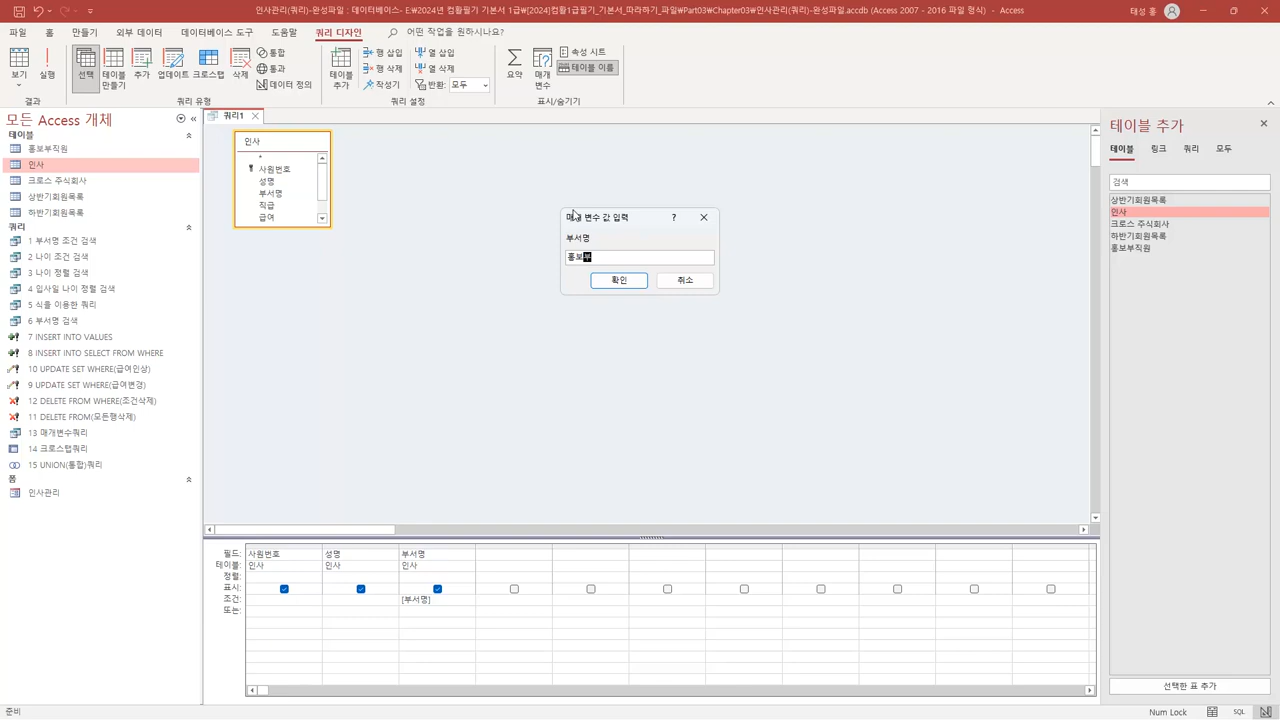 인사관리(쿼리)-완성파일 : 데이터베이스- E:₩2024년 컴활필기 기본서 1급₩[2024]컴활1급필기_기본서_따라하기_파일₩Part03₩Chapter03₩인사관리(쿼리)-완성파일.accdb (Access 2007 - 2016 파일 형식) - Access
태성 홍
파일 홈 만들기 외부 데이터 데이터베이스 도구 도움말 쿼리 디자인 어떤 작업을 원하시나요?
보기 실행 선택 테이블 만들기 추가 업데이트 크로스탭 삭제
통합
통과
데이터 정의
테이블 추가
행 삽입
행 삭제
작성기
열 삽입
열 삭제
반환: 모두
요약 매개 변수
속성 시트
테이블 이름
결과 쿼리 유형 쿼리 설정 표시/숨기기
모든 Access 개체
테이블
홍보부직원
인사
크로스 주식회사
상반기회원목록
하반기회원목록
쿼리
1 부서명 조건 검색
2 나이 조건 검색
3 나이 정렬 검색
4 입사일 나이 정렬 검색
5 식을 이용한 쿼리
6 부서명 검색
7 INSERT INTO VALUES
8 INSERT INTO SELECT FROM WHERE
10 UPDATE SET WHERE(급여인상)
9 UPDATE SET WHERE(급여변경)
12 DELETE FROM WHERE(조건삭제)
11 DELETE FROM(모든행삭제)
13 매개변수쿼리
14 크로스탭쿼리
15 UNION(통합)쿼리
폼
인사관리
쿼리1
인사
*
사원번호
성명
부서명
직급
급여
매개 변수 값 입력 ?
부서명
홍보부
확인 취소
필드: 사원번호 성명 부서명
테이블: 인사 인사 인사
정렬:
표시:
조건: [부서명]
또는:
테이블 추가
테이블 링크 쿼리 모두
검색
상반기회원목록
인사
크로스 주식회사
하반기회원목록
홍보부직원
선택한 표 추가
준비
Num Lock SQL